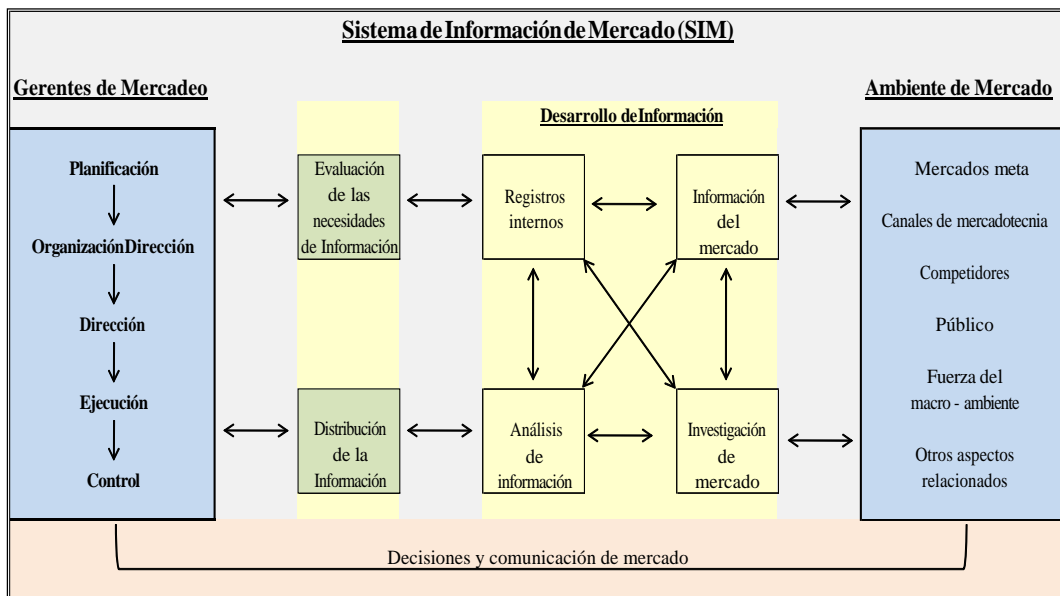 Sistema de Información de Mercado (SIM)
Gerentes de Mercadeo
Ambiente de Mercado
Desarrollo de Información
Planificación
Organización Dirección
Dirección
Ejecución
Control
Evaluación
de las
necesidades
de Información
Distribución
de la
Información
Registros
internos
Información
del
mercado
Análisis
de
información
Investigación
de
mercado
Mercados meta
Canales de mercadotecnia
Competidores
Público
Fuerza del
macro - ambiente
Otros aspectos
relacionados
Decisiones y comunicación de mercado